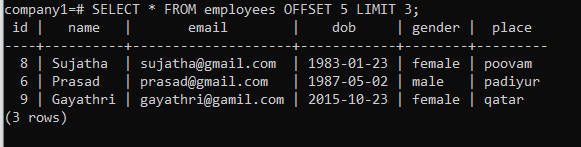 company1=# SELECT * FROM employees OFFSET 5 LIMIT 3;
 id |   name   |       email        |    dob     | gender |  place
----+----------+--------------------+------------+--------+---------
  8 | Sujatha  | sujatha@gmail.com  | 1983-01-23 | female | poovam
  6 | Prasad   | prasad@gmail.com   | 1987-05-02 | male   | padiyur
  9 | Gayathri | gayathri@gamil.com | 2015-10-23 | female | qatar
(3 rows)